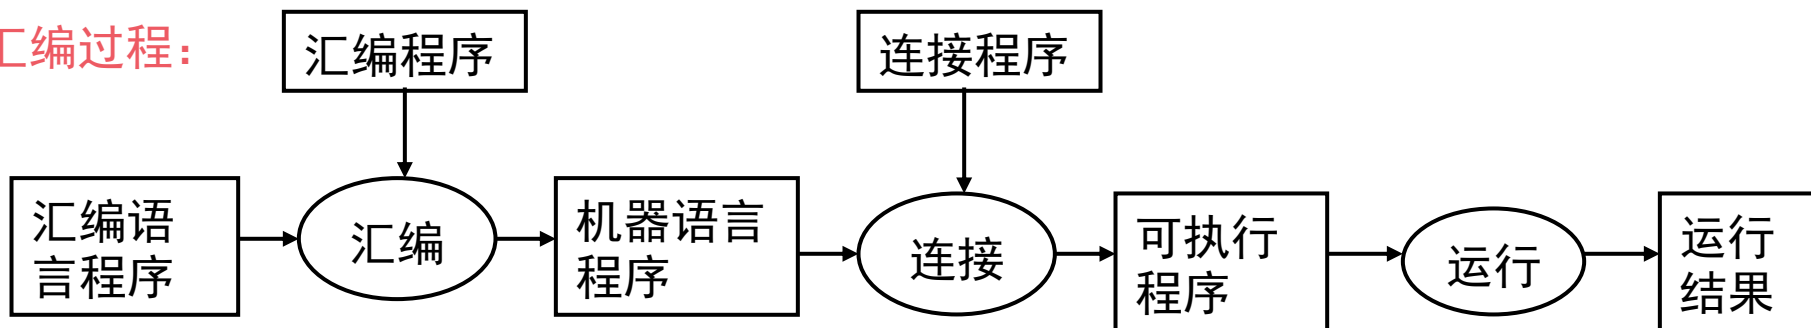 汇编过程：
汇编程序
连接程序
汇编语
言程序
汇编
机器语言
程序
连接
可执行
程序
运行
运行
结果